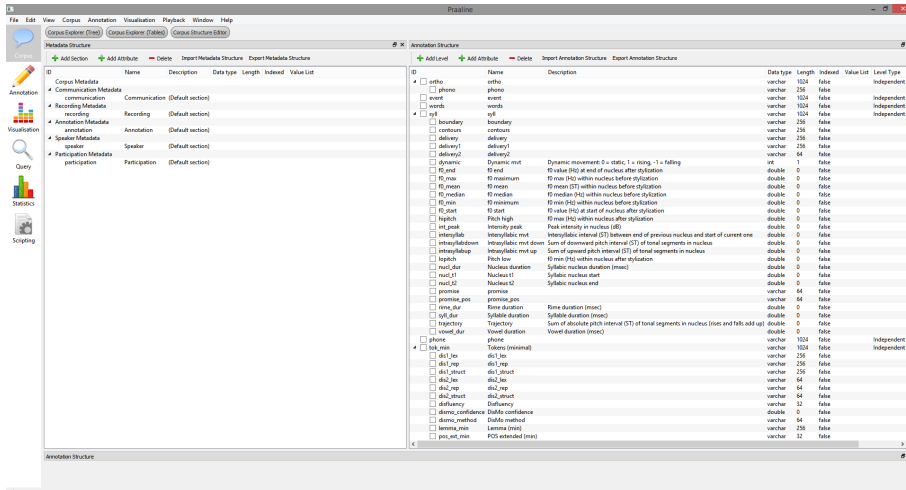 Praaline
File Edit View Corpus Annotation Visualisation Playback Window Help
Corpus Explorer (Tree) Corpus Explorer (Tables) Corpus Structure Editor
Corpus
Annotation
Visualisation
Query
Statistics
Scripting
Metadata Structure
Add Section Add Attribute Delete Import Metadata Structure Export Metadata Structure
ID Name Description Data type Length Indexed Value List
Corpus Metadata
Communication Metadata
communication Communication (Default section)
Recording Metadata
recording Recording (Default section)
Annotation Metadata
annotation Annotation (Default section)
Speaker Metadata
speaker Speaker (Default section)
Participation Metadata
participation Participation (Default section)
Annotation Structure
Add Level Add Attribute Delete Import Annotation Structure Export Annotation Structure
ID Name Description Data type Length Indexed Value List Level Type
ortho ortho varchar 1024 false Independent
phono phono varchar 256 false
event event varchar 1024 false Independent
words words varchar 1024 false Independent
syll syll varchar 1024 false Independent
boundary boundary varchar 256 false
contours contours varchar 256 false
delivery delivery varchar 256 false
delivery1 delivery1 varchar 256 false
delivery2 delivery2 varchar 64 false
dynamic Dynamic mvt Dynamic movement: 0 = static, 1 = rising, -1 = falling int 1 false
f0_end f0 end f0 value (Hz) at end of nucleus after stylization double 0 false
f0_max f0 maximum f0 max (Hz) within nucleus before stylization double 0 false
f0_mean f0 mean f0 mean (ST) within nucleus before stylization double 0 false
f0_median f0 median f0 median (Hz) within nucleus before stylization double 0 false
f0_min f0 minimum f0 min (Hz) within nucleus before stylization double 0 false
f0_start f0 start f0 value (Hz) at start of nucleus after stylization double 0 false
hipitch Pitch high f0 max (Hz) within nucleus after stylization double 0 false
int_peak Intensity peak Peak intensity in nucleus (dB) double 0 false
intersyllab Intersyllabic mvt Intersyllabic interval (ST) between end of previous nucleus and start of current one double 0 false
intrasyllabdown Intrasyllabic mvt down Sum of downward pitch interval (ST) of tonal segments in nucleus double 0 false
intrasyllabup Intrasyllabic mvt up Sum of upward pitch interval (ST) of tonal segments in nucleus double 0 false
lopitch Pitch low f0 min (Hz) within nucleus after stylization double 0 false
nucl_dur Nucleus duration Syllabic nucleus duration (msec) double 0 false
nucl_t1 Nucleus t1 Syllabic nucleus start double 0 false
nucl_t2 Nucleus t2 Syllabic nucleus end double 0 false
promise promise varchar 64 false
promise_pos promise_pos varchar 64 false
rime_dur Rime duration Rime duration (msec) double 0 false
syll_dur Syllable duration Syllable duration (msec) double 0 false
trajectory Trajectory Sum of absolute pitch interval (ST) of tonal segments in nucleus (rises and falls add up) double 0 false
vowel_dur Vowel duration Vowel duration (msec) double 0 false
phone phone varchar 1024 false Independent
tok_min Tokens (minimal) varchar 1024 false Independent
dis1_lex dis1_lex varchar 256 false
dis1_rep dis1_rep varchar 256 false
dis1_struct dis1_struct varchar 256 false
dis2_lex dis2_lex varchar 64 false
dis2_rep dis2_rep varchar 64 false
dis2_struct dis2_struct varchar 64 false
disfluency Disfluency varchar 32 false
dismo_confidence DisMo confidence double 0 false
dismo_method DisMo method varchar 64 false
lemma_min Lemma (min) varchar 256 false
pos_ext_min POS extended (min) varchar 32 false
Annotation Structure